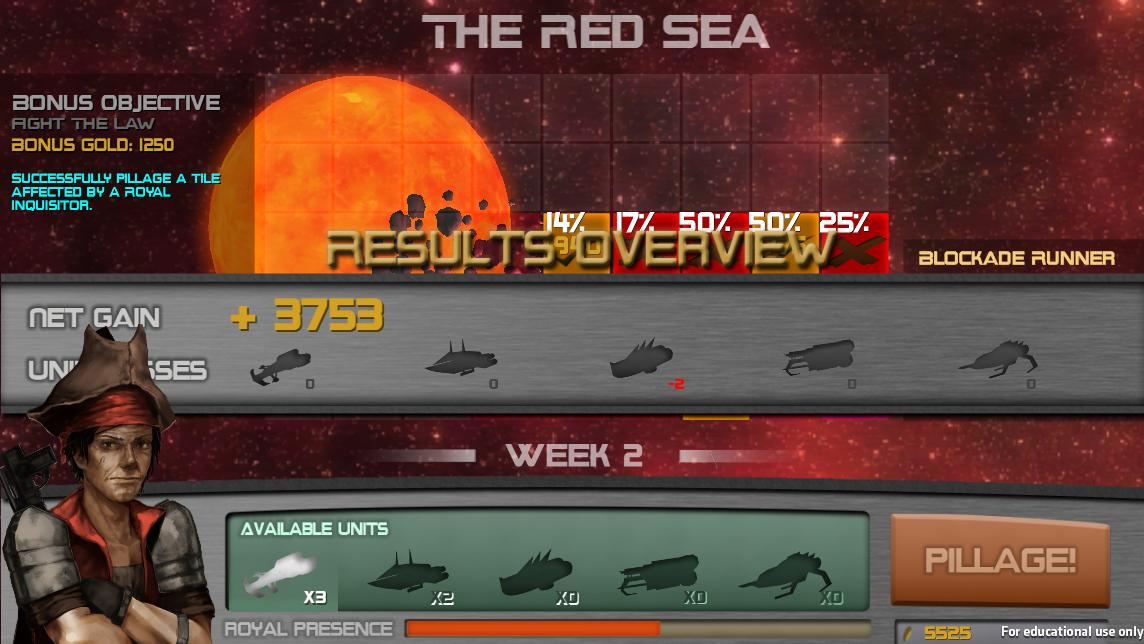 THE RED SEA
BONUS OBJECTIVE
FIGHT THE LAW
BONUS GOLD: 1250
SUCCESSFULLY PILLAGE A TILE
AFFECTED BY A ROYAL
INQUISITOR.
14% 17% 50% 50% 25%
RESULTS OVERVIEW
BLOCKADE RUNNER
NET GAIN + 3753
0 0 -2 0 0
WEEK 2
AVAILABLE UNITS
X3 X2 X0 X0 X0
PILLAGE!
ROYAL PRESENCE
5525
For educational use only